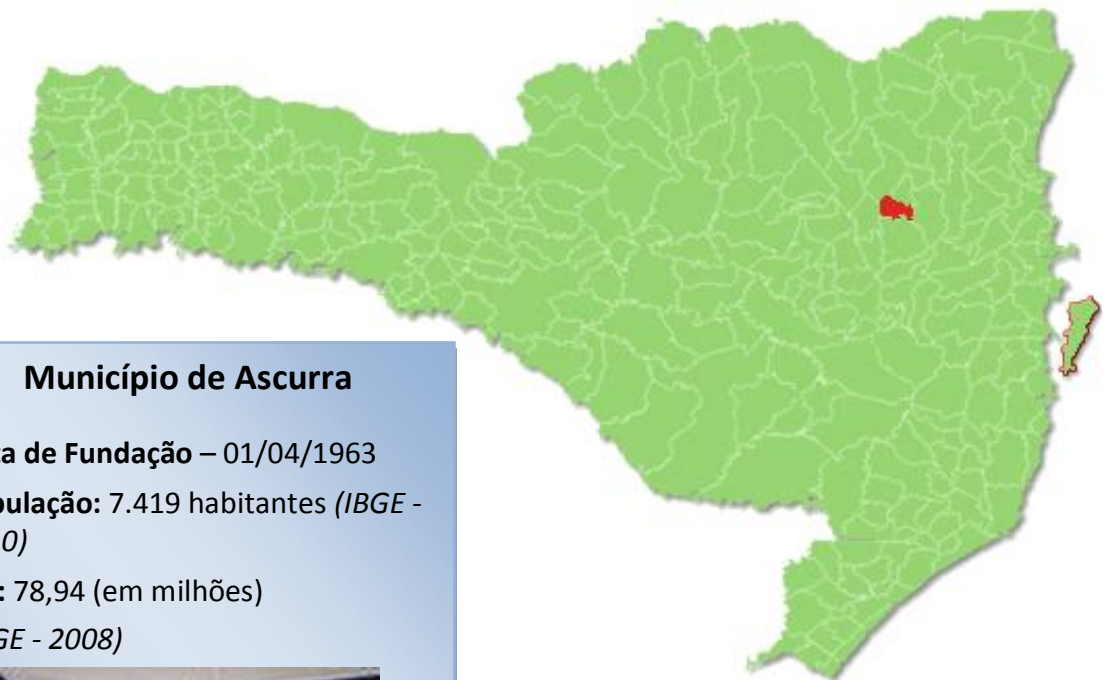 Município de Ascurra
a de Fundação – 01/04/1963
ulação: 7.419 habitantes (IBGE -
0)
: 78,94 (em milhões)
GE - 2008)